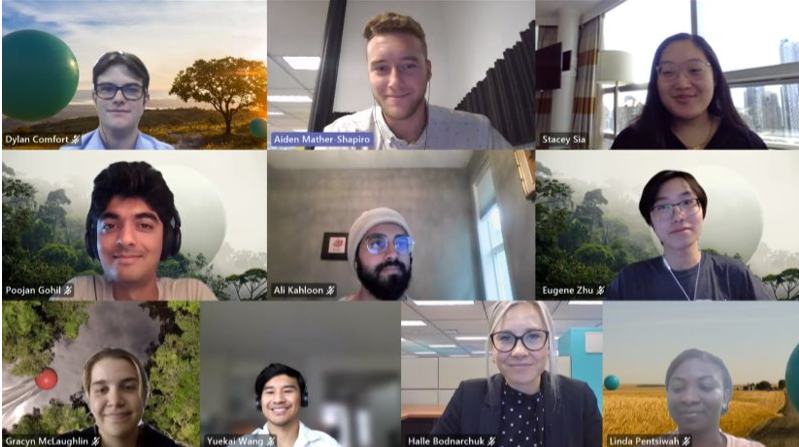 Dylan Comfort
Aiden Mather-Shapiro
Stacey Sia
Poojan Gohil
Ali Kahloon
Eugene Zhu
Gracyn McLaughlin
Yuekai Wang
Halle Bodnarchuk
Linda Pentsiwah